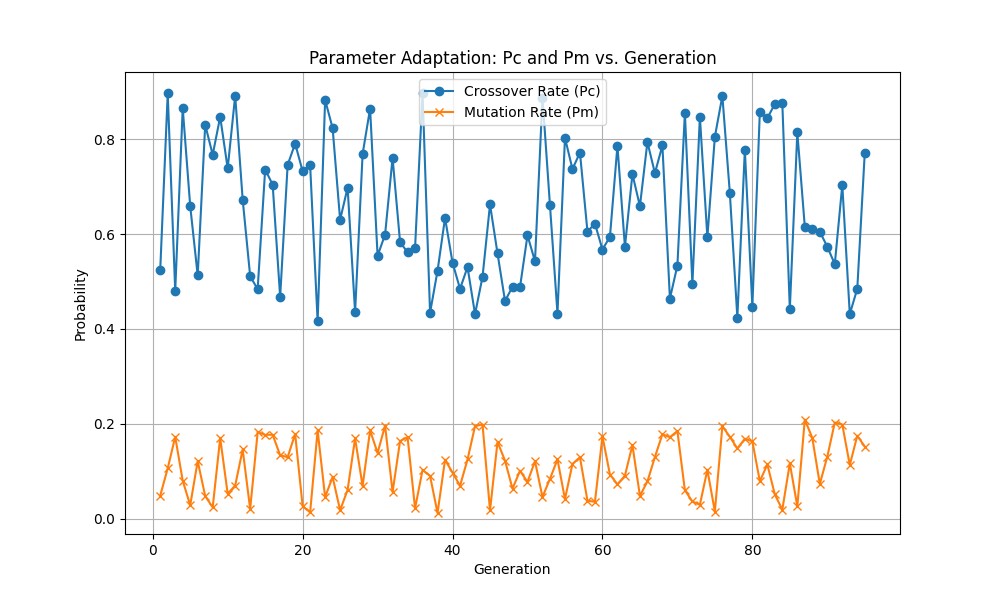 Parameter Adaptation: Pc and Pm vs. Generation
Crossover Rate (Pc)
Mutation Rate (Pm)
Probability
0.8
0.6
0.4
0.2
0.0
0 20 40 60 80
Generation